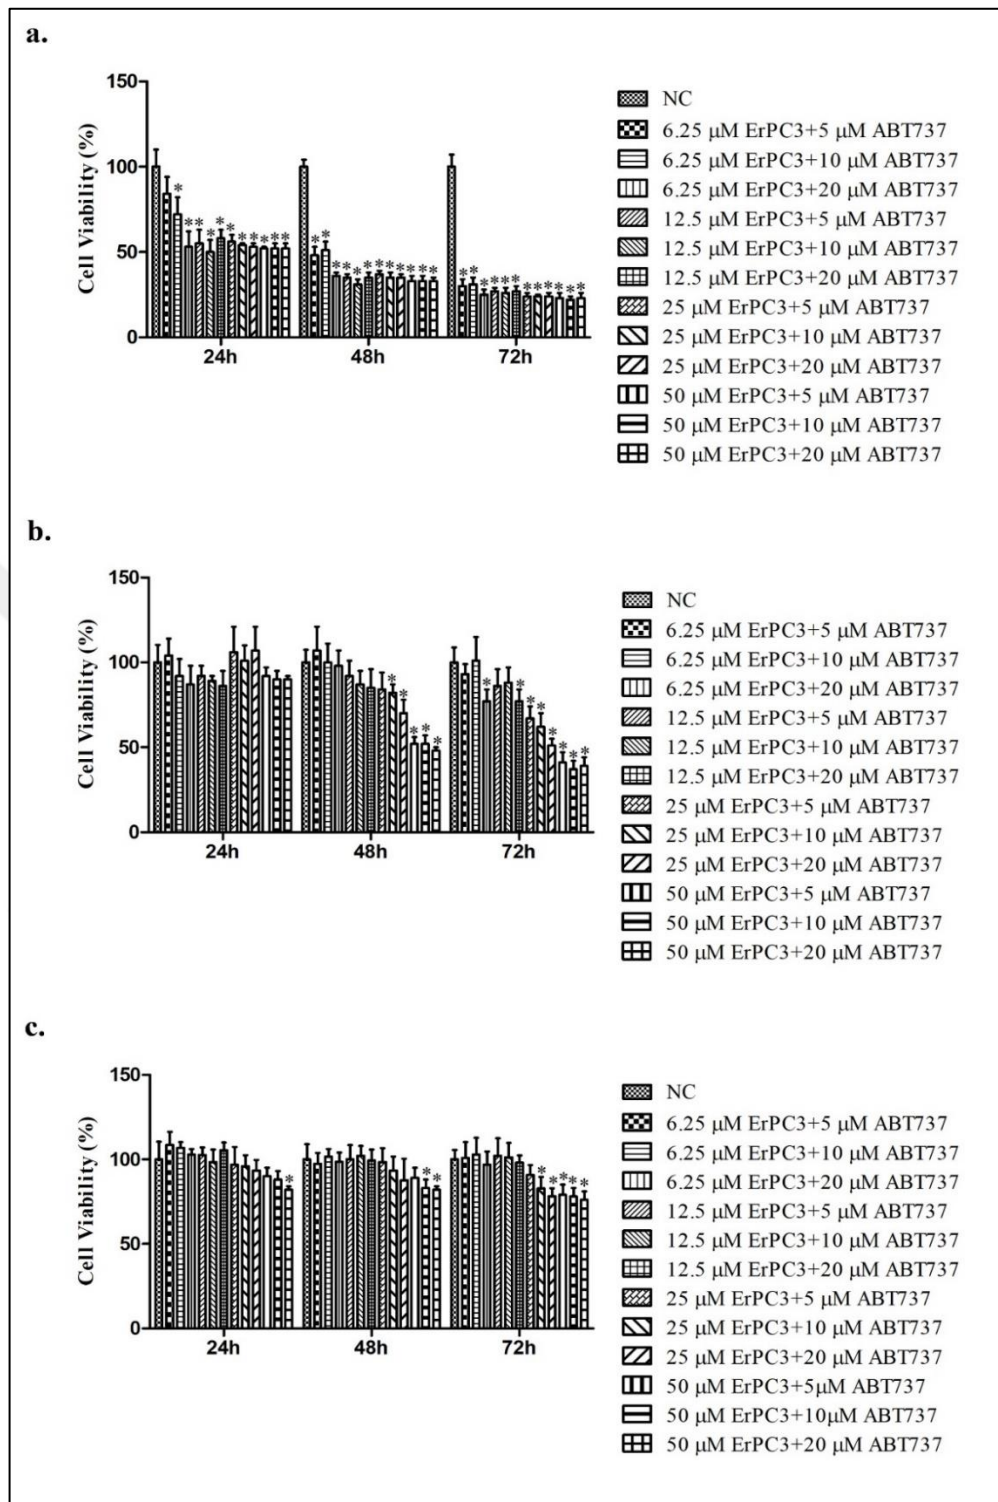 a.
150
100
50
0
Cell Viability (%)
* ** * * * ** ** **
** *** *** *** ***
** *** * *** *** *
24h 48h 72h
NC
6.25 μM ErPC3+5 μM ABT737
6.25 μM ErPC3+10 μM ABT737
6.25 μM ErPC3+20 μM ABT737
12.5 μM ErPC3+5 μM ABT737
12.5 μM ErPC3+10 μM ABT737
12.5 μM ErPC3+20 μM ABT737
25 μM ErPC3+5 μM ABT737
25 μM ErPC3+10 μM ABT737
25 μM ErPC3+20 μM ABT737
50 μM ErPC3+5 μM ABT737
50 μM ErPC3+10 μM ABT737
50 μM ErPC3+20 μM ABT737
b.
150
100
50
0
Cell Viability (%)
* * * * *
* * * * * * * *
24h 48h 72h
NC
6.25 μM ErPC3+5 μM ABT737
6.25 μM ErPC3+10 μM ABT737
6.25 μM ErPC3+20 μM ABT737
12.5 μM ErPC3+5 μM ABT737
12.5 μM ErPC3+10 μM ABT737
12.5 μM ErPC3+20 μM ABT737
25 μM ErPC3+5 μM ABT737
25 μM ErPC3+10 μM ABT737
25 μM ErPC3+20 μM ABT737
50 μM ErPC3+5 μM ABT737
50 μM ErPC3+10 μM ABT737
50 μM ErPC3+20 μM ABT737
c.
150
100
50
0
Cell Viability (%)
*
* *
* * * * *
24h 48h 72h
NC
6.25 μM ErPC3+5 μM ABT737
6.25 μM ErPC3+10 μM ABT737
6.25 μM ErPC3+20 μM ABT737
12.5 μM ErPC3+5 μM ABT737
12.5 μM ErPC3+10 μM ABT737
12.5 μM ErPC3+20 μM ABT737
25 μM ErPC3+5 μM ABT737
25 μM ErPC3+10 μM ABT737
25 μM ErPC3+20 μM ABT737
50 μM ErPC3+5μM ABT737
50 μM ErPC3+10μM ABT737
50 μM ErPC3+20 μM ABT737